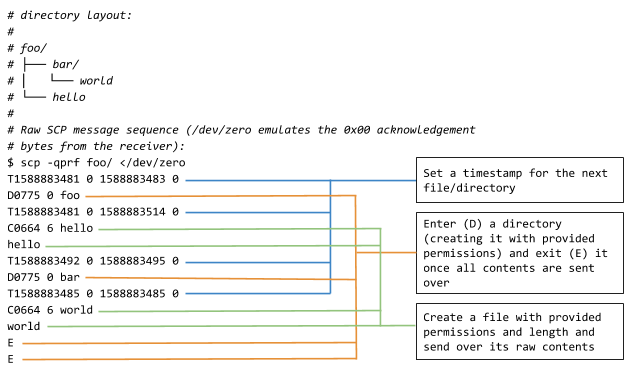 # directory layout:
#
# foo/
# ├── bar/
# │   └── world
# └── hello
#
# Raw SCP message sequence (/dev/zero emulates the 0x00 acknowledgement
# bytes from the receiver):
$ scp -qprf foo/ </dev/zero
T1588883481 0 1588883483 0
D0775 0 foo
T1588883481 0 1588883514 0
C0664 6 hello
hello
T1588883492 0 1588883495 0
D0775 0 bar
T1588883485 0 1588883485 0
C0664 6 world
world
E
E
Set a timestamp for the next
file/directory
Enter (D) a directory
(creating it with provided
permissions) and exit (E) it
once all contents are sent
over
Create a file with provided
permissions and length and
send over its raw contents